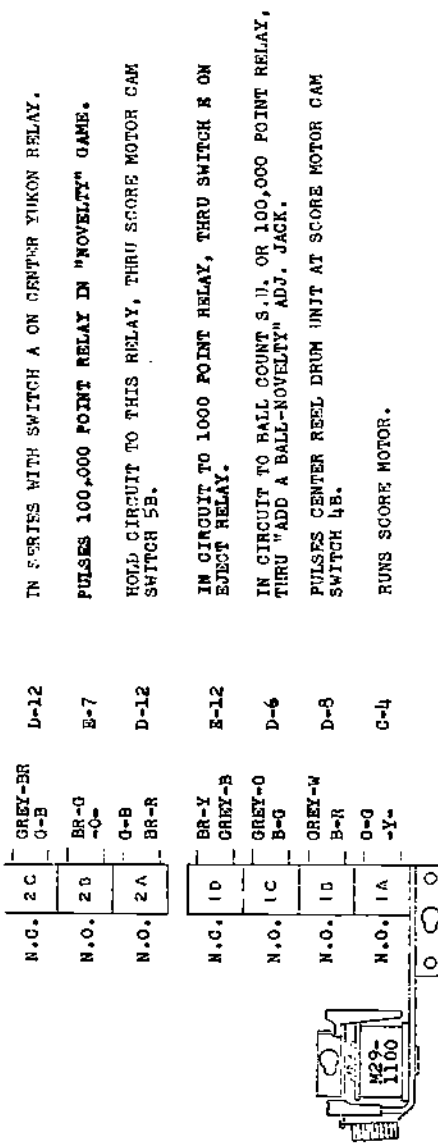 N.C. 2C GREY-BR D-12 IN SERIES WITH SWITCH A ON CENTER YUKON RELAY.
O-B
N.O. 2B BR-G E-7 PULSES 100,000 POINT RELAY IN "NOVELTY" GAME.
-O-
N.O. 2A O-B D-12 HOLD CIRCUIT TO THIS RELAY, THRU SCORE MOTOR CAM
BR-R SWITCH 5B.
N.C. 1D BR-Y E-12 IN CIRCUIT TO 1000 POINT RELAY, THRU SWITCH E ON
GREY-B EJECT RELAY.
N.O. 1C GREY-O D-6 IN CIRCUIT TO BALL COUNT S.U. OR 100,000 POINT RELAY,
B-G THRU "ADD A BALL-NOVELTY" ADJ. JACK.
N.O. 1B GREY-W D-8 PULSES CENTER REEL DRUM UNIT AT SCORE MOTOR CAM
B-R SWITCH 4B.
N.O. 1A O-G C-4 RUNS SCORE MOTOR.
-Y-
M29-
1100